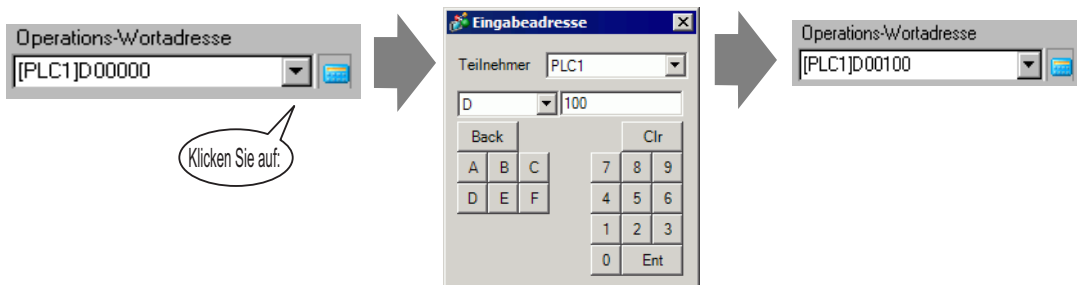 Operations-Wortadresse
[PLC1]D00000
Klicken Sie auf:
Eingabeadresse
Teilnehmer PLC1
D 100
Back Clr
A B C 7 8 9
D E F 4 5 6
1 2 3
0 Ent
Operations-Wortadresse
[PLC1]D00100